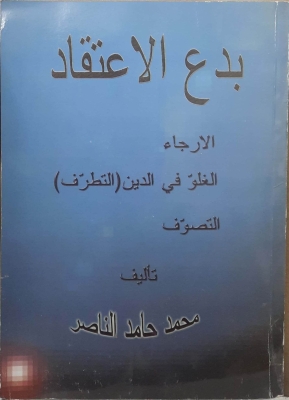 بدع الاعتقاد
الارجاء
الغلوّ في الدين (التطرّف)
التصوّف
تأليف
محمد حامد الناصر